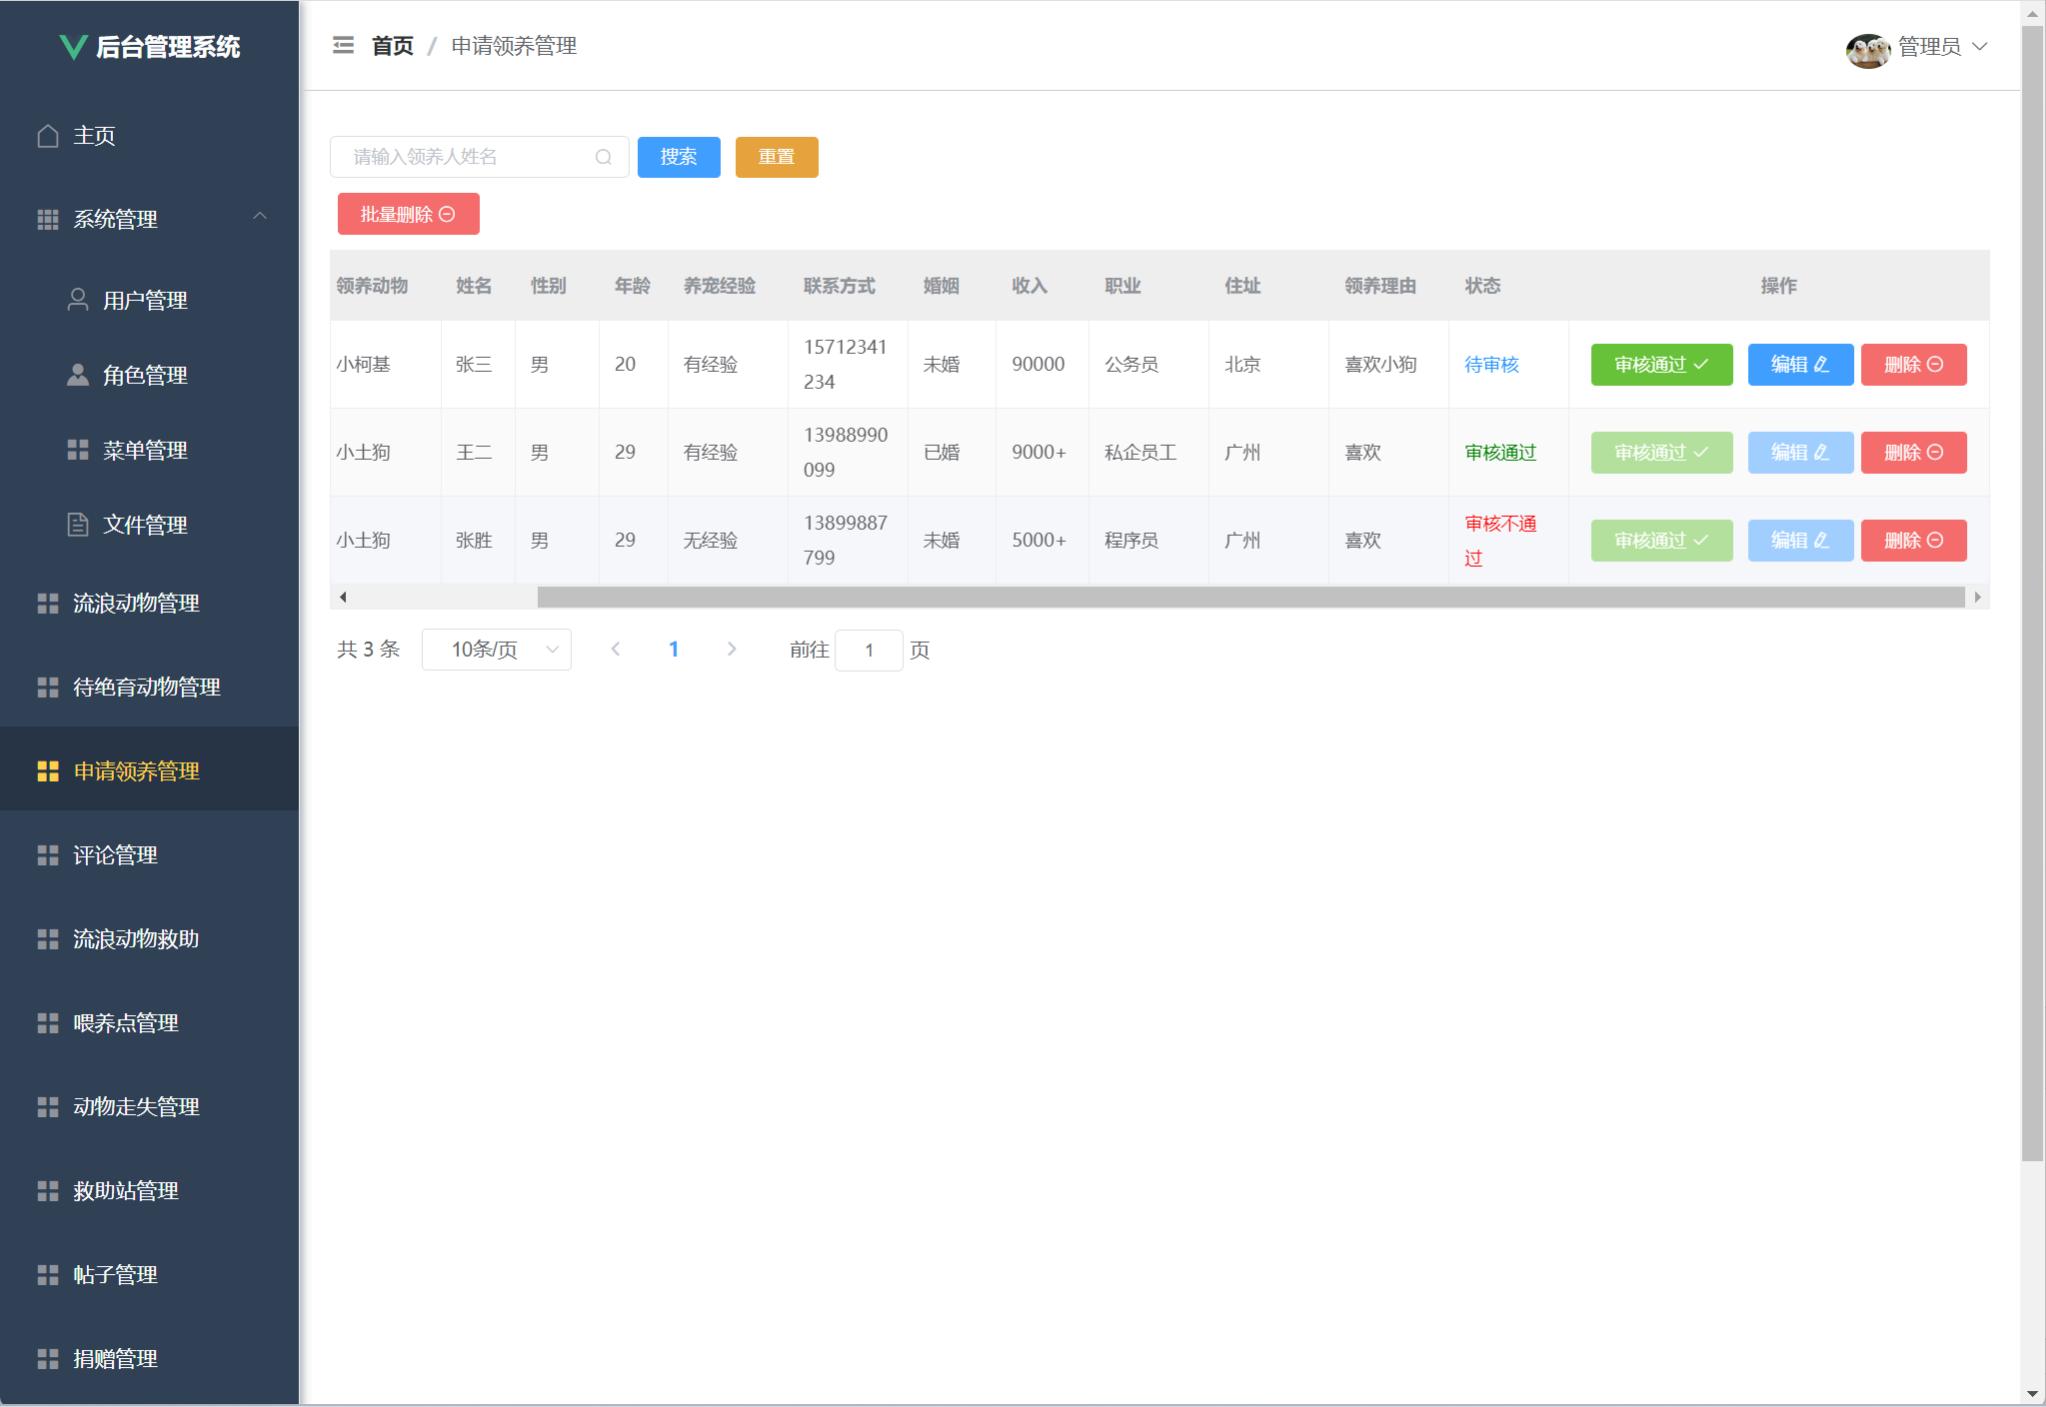 后台管理系统
主页
系统管理
用户管理
角色管理
菜单管理
文件管理
流浪动物管理
待绝育动物管理
申请领养管理
评论管理
流浪动物救助
喂养点管理
动物走失管理
救助站管理
帖子管理
捐赠管理
首页 / 申请领养管理
管理员
请输入领养人姓名 搜索 重置
批量删除
领养动物 姓名 性别 年龄 养宠经验 联系方式 婚姻 收入 职业 住址 领养理由 状态 操作
小柯基 张三 男 20 有经验 15712341234 未婚 90000 公务员 北京 喜欢小狗 待审核 审核通过 编辑 删除
小土狗 王二 男 29 有经验 13988990099 已婚 9000+ 私企员工 广州 喜欢 审核通过 审核通过 编辑 删除
小土狗 张胜 男 29 无经验 13899887799 未婚 5000+ 程序员 广州 喜欢 审核不通过 审核通过 编辑 删除
共 3 条 10条/页 1 前往 1 页